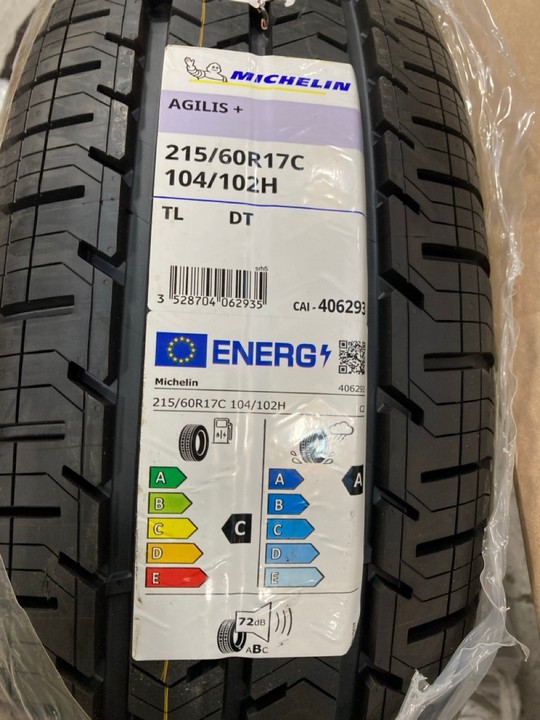 MICHELIN
AGILIS +
215/60R17C
104/102H
TL DT
3 528704 062935
CAI - 406293
ENERG
Michelin
215/60R17C 104/102H
A A
B B
C C C
D D
E E
A
72dB
ABC